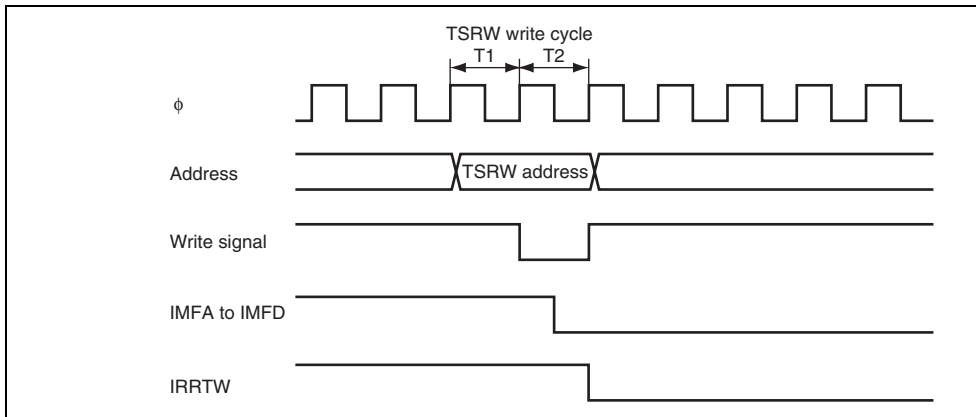 TSRW write cycle
T1 T2
φ
Address
TSRW address
Write signal
IMFA to IMFD
IRRTW